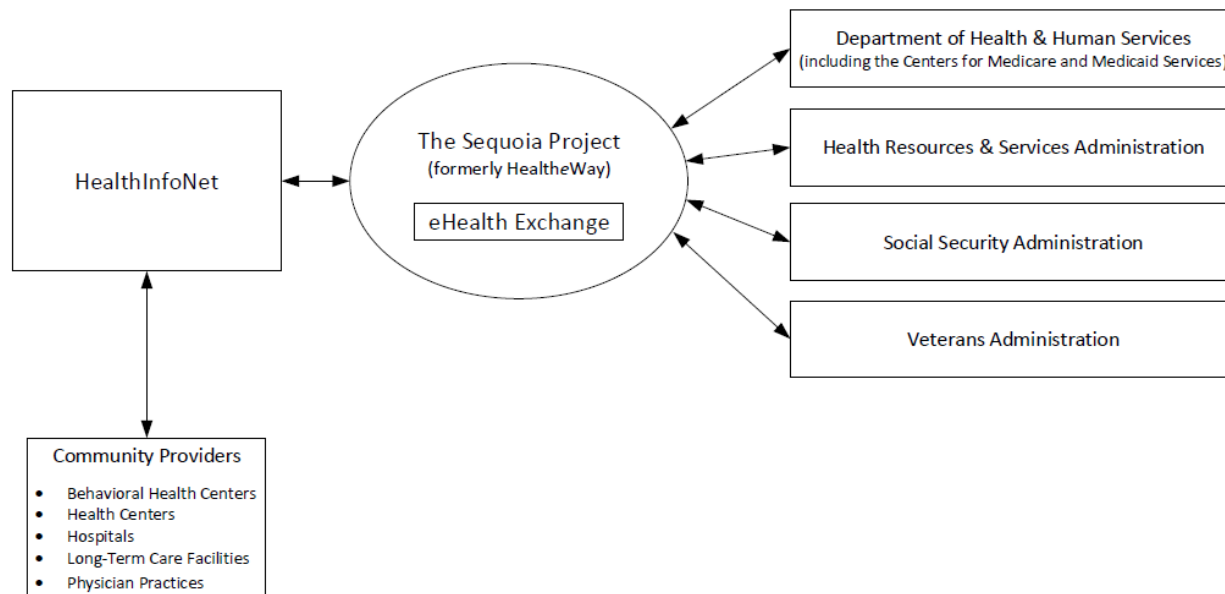 HealthInfoNet
The Sequoia Project
(formerly HealtheWay)
eHealth Exchange
Department of Health & Human Services
(including the Centers for Medicare and Medicaid Services)
Health Resources & Services Administration
Social Security Administration
Veterans Administration
Community Providers
• Behavioral Health Centers
• Health Centers
• Hospitals
• Long-Term Care Facilities
• Physician Practices